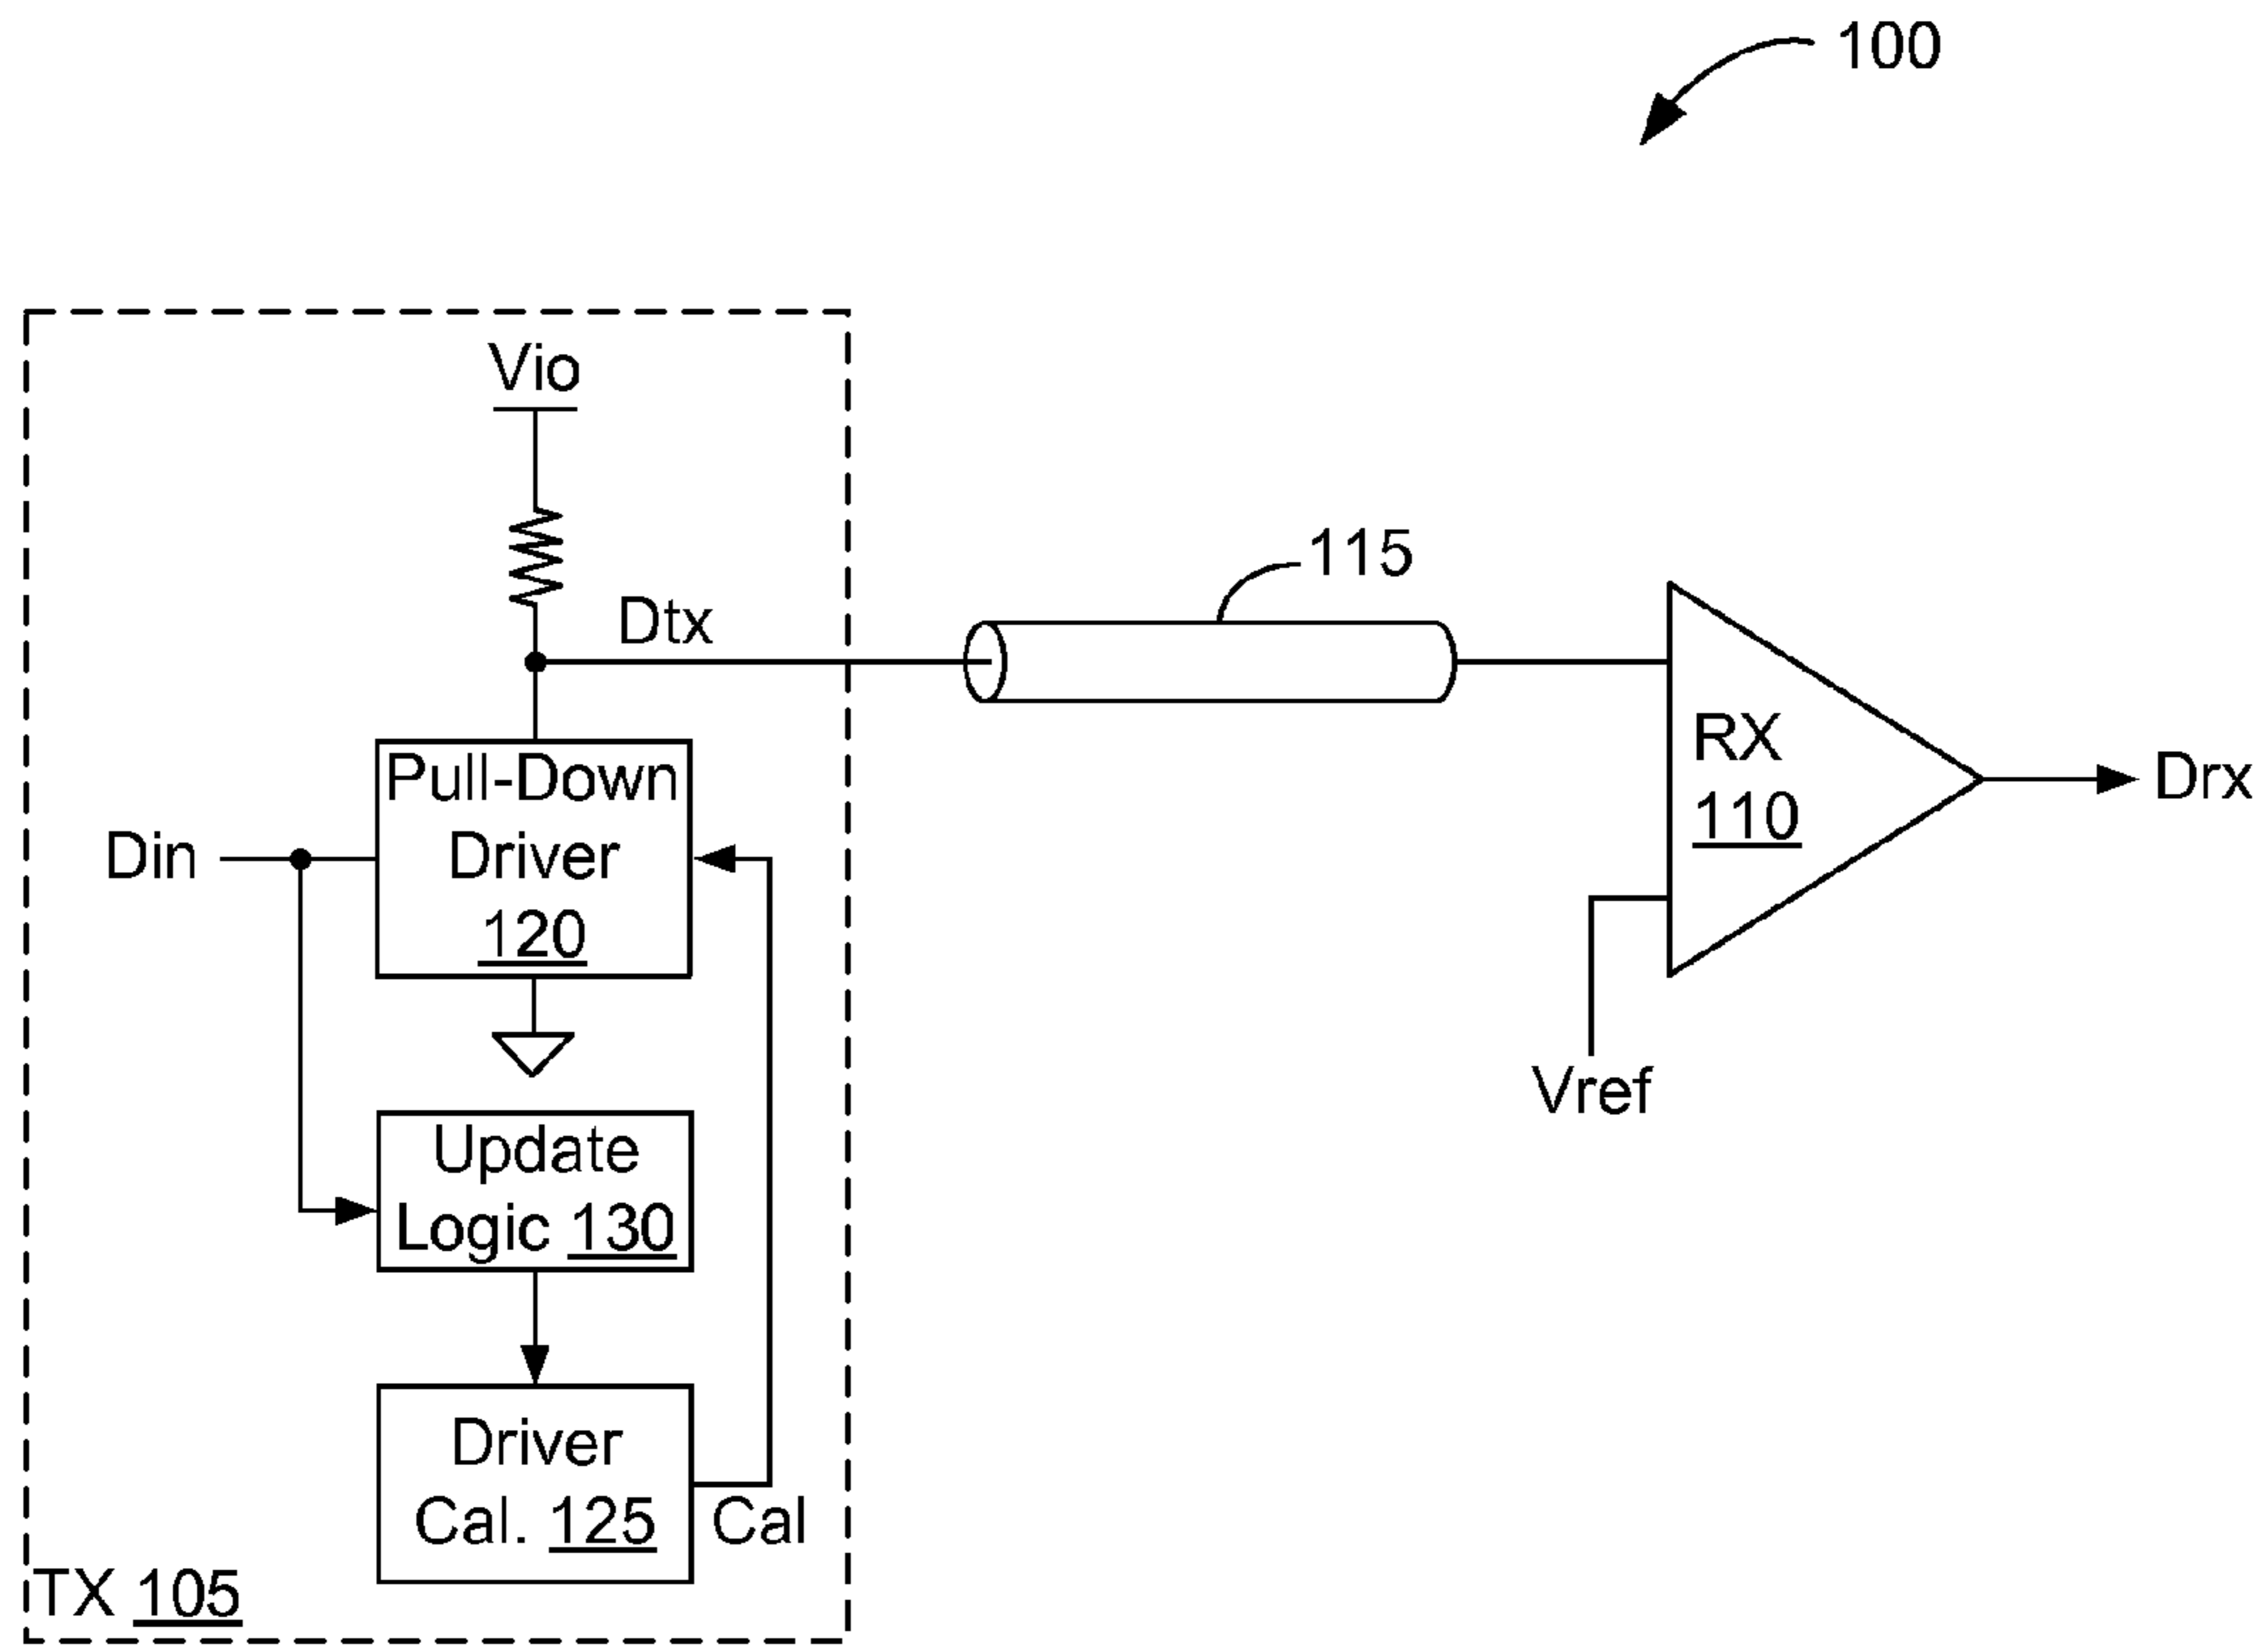 100
Vio
115
Dtx
Pull-Down
Driver
120
Din
RX
110
Drx
Vref
Update
Logic 130
Driver
Cal. 125
Cal
TX 105